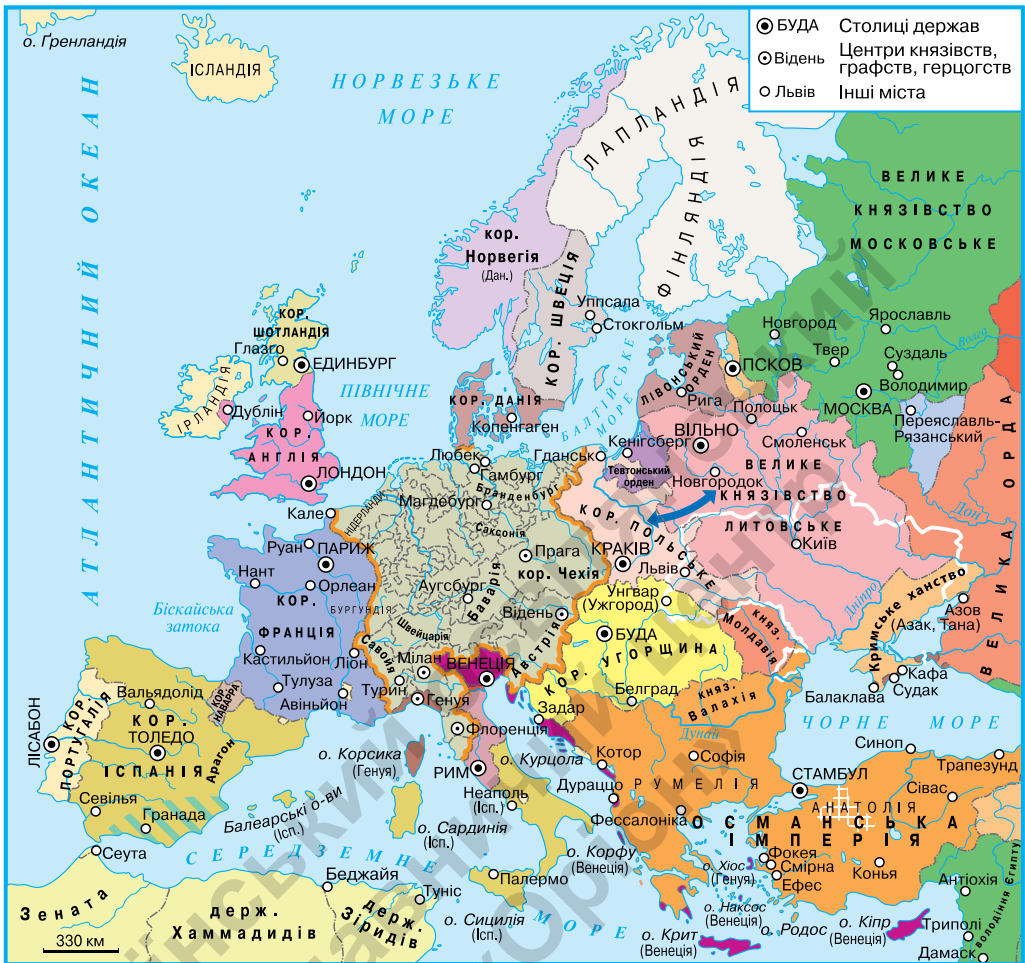 БУДА Столиці держав
Відень Центри князівств,
графств, герцогств
Львів Інші міста
о. Ґренландія
ІСЛАНДІЯ
НОРВЕЗЬКЕ
МОРЕ
АТЛАНТИЧНИЙ ОКЕАН
ЛАПЛАНДІЯ
ФІНЛЯНДІЯ
ВЕЛИКЕ
КНЯЗІВСТВО
МОСКОВСЬКЕ
кор.
Норвегія
(Дан.)
КОР. ШВЕЦІЯ
Уппсала
Стокгольм
Новгород
Ярославль
Твер
Суздаль
Володимир
Волга
МОСКВА
Переяславль-
Рязанський
ПСКОВ
ЛІВОНСЬКИЙ
ОРДЕН
Рига
Полоцьк
Смоленськ
КОР.
ШОТЛАНДІЯ
Глазго
ЕДИНБУРГ
ІРЛАНДІЯ
Дублін
Йорк
КОР.
АНГЛІЯ
ЛОНДОН
ПІВНІЧНЕ
МОРЕ
КОР. ДАНІЯ
Копенгаген
БАЛТІЙСЬКЕ
МОРЕ
Кенігсберг
ВІЛЬНО
Тевтонський
орден
Новгородок
ВЕЛИКЕ
КНЯЗІВСТВО
ЛИТОВСЬКЕ
Київ
Дон
Дніпро
ВЕЛИКА ОРДА
Любек
Гамбург
Гданськ
Бранденбург
Магдебург
Саксонія
НІДЕРЛАНДИ
Кале
Руан
ПАРИЖ
Нант
Орлеан
КОР.
ФРАНЦІЯ
БУРГУНДІЯ
Біскайська
затока
Кастильйон
Ліон
Тулуза
Авіньйон
Прага
кор. Чехія
Аугсбург
Баварія
Відень
Австрія
Швейцарія
Савойя
Мілан
Турин
Генуя
ВЕНЕЦІЯ
Флоренція
КОР. ПОЛЬСЬКЕ
КРАКІВ
Львів
Унгвар
(Ужгород)
БУДА
КОР.
УГОРЩИНА
Белград
Задар
княз.
Молдавія
княз.
Валахія
Дунай
Кримське ханство
Азов
(Азак, Тана)
Кафа
Судак
Балаклава
ЧОРНЕ МОРЕ
Синоп
Трапезунд
КОР.
НАВАРРА
Вальядолід
КОР.
ТОЛЕДО
ІСПАНІЯ
Арагон
КОР.
ПОРТУГАЛІЯ
ЛІСАБОН
Севілья
Гранада
Сеута
Балеарські о-ви
(Ісп.)
о. Корсика
(Генуя)
РИМ
Неаполь
(Ісп.)
о. Сардинія
(Ісп.)
о. Курцола
Котор
Дураццо
Софія
РУМЕЛІЯ
Фессалоніка
СТАМБУЛ
АНАТОЛІЯ
Сівас
ОСМАНСЬКА
ІМПЕРІЯ
Фокея
Смірна
Ефес
Конья
о. Корфу
(Венеція)
о. Хіос
(Генуя)
о. Наксос
(Венеція)
о. Родос
о. Крит
(Венеція)
о. Кіпр
(Венеція)
Антіохія
Триполі
Дамаск
володіння Єгипту
СЕРЕДЗЕМНЕ
МОРЕ
Палермо
о. Сицилія
(Ісп.)
Беджайя
Туніс
Зената
держ.
Хаммадидів
держ.
Зіридів
330 км